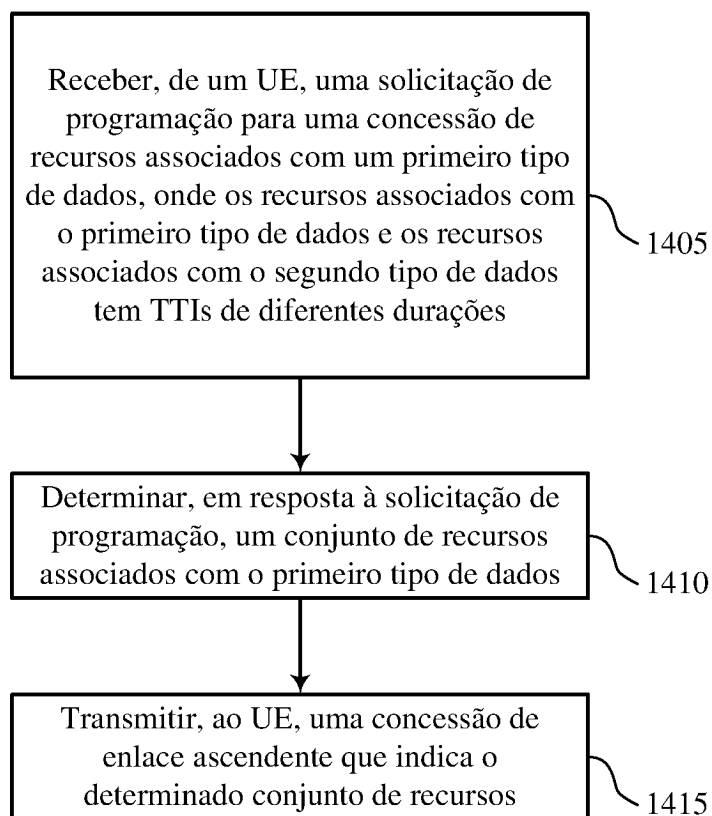 Receber, de um UE, uma solicitação de
programação para uma concessão de
recursos associados com um primeiro tipo
de dados, onde os recursos associados com
o primeiro tipo de dados e os recursos
associados com o segundo tipo de dados
tem TTIs de diferentes durações
1405
Determinar, em resposta à solicitação de
programação, um conjunto de recursos
associados com o primeiro tipo de dados
1410
Transmitir, ao UE, uma concessão de
enlace ascendente que indica o
determinado conjunto de recursos
1415